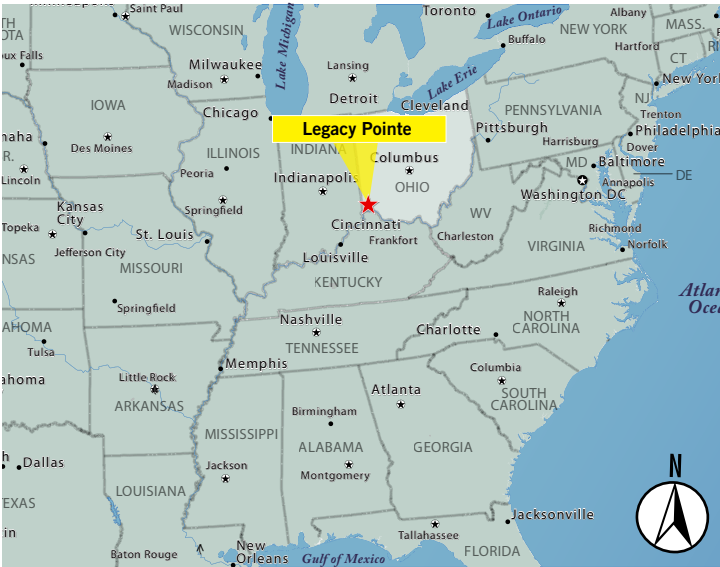 Saint Paul
Toronto
Lake Ontario
Albany
WISCONSIN
Lake Michigan
NEW YORK
MASS.
Buffalo
Hartford
Milwaukee
Lansing
Madison
Lake Erie
CT
Detroit
New York
IOWA
Chicago
Cleveland
PENNSYLVANIA
NJ
Trenton
Legacy Pointe
Pittsburgh
Philadelphia
Des Moines
INDIANA
Harrisburg
Dover
ILLINOIS
Columbus
MD
Baltimore
Peoria
Indianapolis
OHIO
Annapolis
DE
Lincoln
Washington DC
Kansas
City
Springfield
WV
Topeka
Cincinnati
Richmond
St. Louis
Frankfort
Charleston
Norfolk
Jefferson City
Louisville
VIRGINIA
MISSOURI
KENTUCKY
Springfield
Raleigh
Nashville
NORTH
CAROLINA
Charlotte
Tulsa
TENNESSEE
Memphis
Columbia
Little Rock
Atlanta
SOUTH
CAROLINA
ARKANSAS
Birmingham
MISSISSIPPI
ALABAMA
GEORGIA
Dallas
Jackson
Montgomery
N
LOUISIANA
Jacksonville
Tallahassee
New
Orleans
Baton Rouge
Gulf of Mexico
FLORIDA